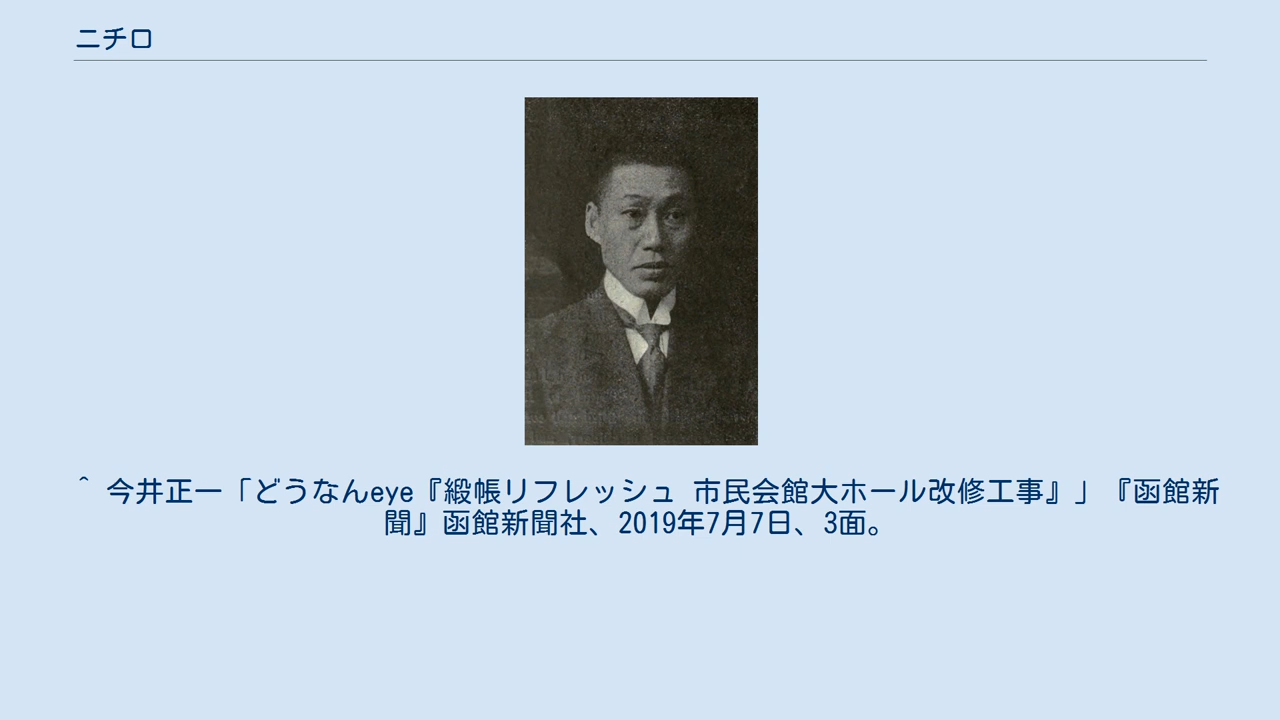 ニチロ
^ 今井正一「どうなんeye『緞帳リフレッシュ 市民会館大ホール改修工事』」『函館新
聞』函館新聞社、2019年7月7日、3面。